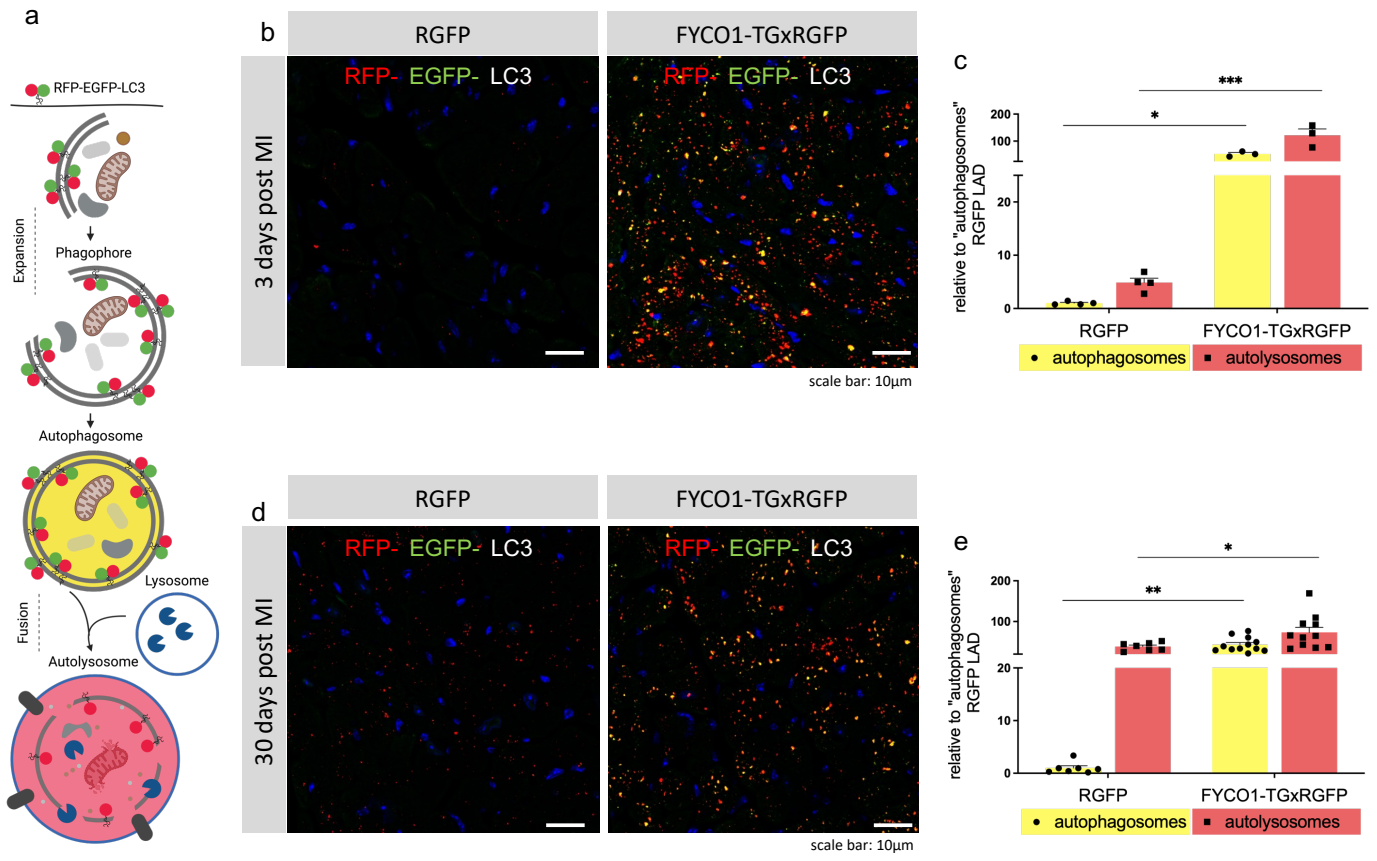 a
RFP-EGFP-LC3
Expansion
Phagophore
Autophagosome
Lysosome
Fusion
Autolysosome
b
RGFP
FYCO1-TGxRGFP
3 days post MI
RFP- EGFP- LC3
RFP- EGFP- LC3
scale bar: 10µm
c
relative to "autophagosomes"
RGFP LAD
200
100
20
10
0
*
***
RGFP
FYCO1-TGxRGFP
autophagosomes
autolysosomes
d
RGFP
FYCO1-TGxRGFP
30 days post MI
RFP- EGFP- LC3
RFP- EGFP- LC3
scale bar: 10µm
e
relative to "autophagosomes"
RGFP LAD
200
100
20
10
0
**
*
RGFP
FYCO1-TGxRGFP
autophagosomes
autolysosomes